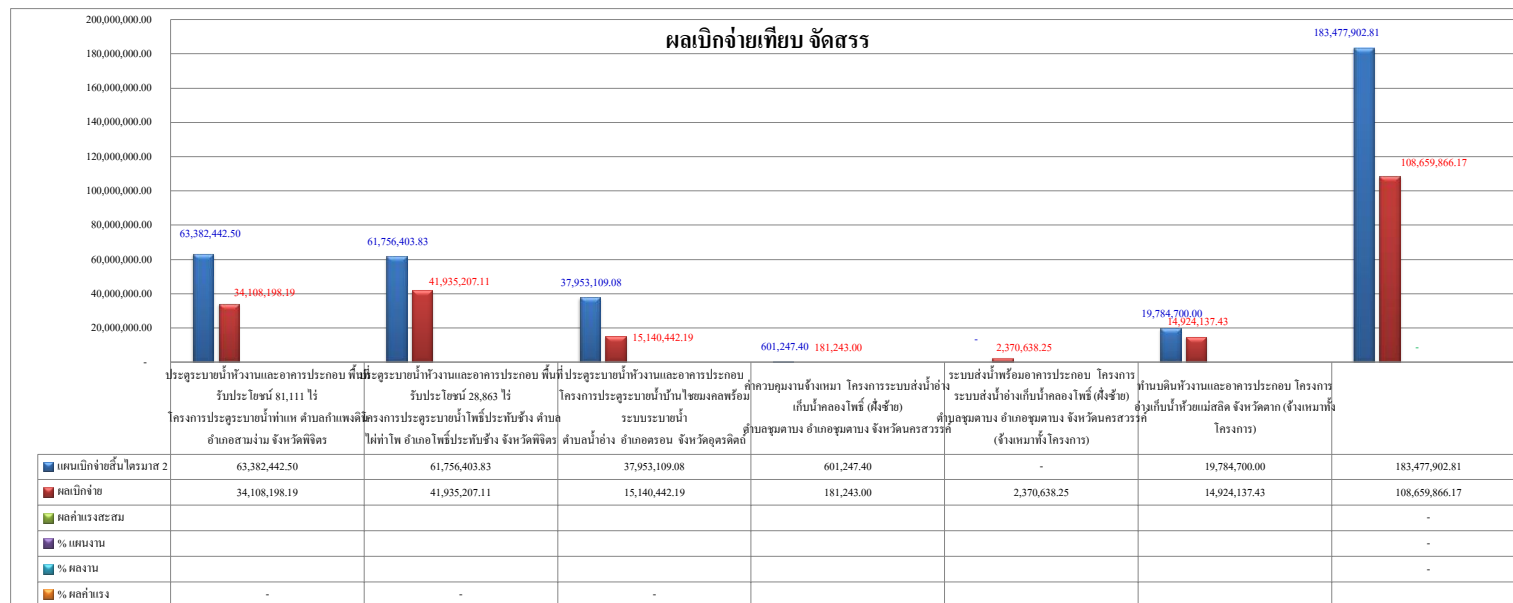 ผลเบิกจ่ายเทียบ จัดสรร
200,000,000.00
180,000,000.00
160,000,000.00
140,000,000.00
120,000,000.00
100,000,000.00
80,000,000.00
60,000,000.00
40,000,000.00
20,000,000.00
-
63,382,442.50
34,108,198.19
61,756,403.83
41,935,207.11
37,953,109.08
15,140,442.19
601,247.40
181,243.00
-
2,370,638.25
19,784,700.00
14,924,137.43
183,477,902.81
108,659,866.17
-
ประตูระบายน้ำหัวงานและอาคารประกอบ พื้นที่
รับประโยชน์ 81,111 ไร่
โครงการประตูระบายน้ำท่าแห ตำบลกำแพงดิน
อำเภอสามง่าม จังหวัดพิจิตร
ประตูระบายน้ำหัวงานและอาคารประกอบ พื้นที่
รับประโยชน์ 28,863 ไร่
โครงการประตูระบายน้ำโพธิ์ประทับช้าง ตำบล
ไผ่ท่าโพ อำเภอโพธิ์ประทับช้าง จังหวัดพิจิตร
ประตูระบายน้ำหัวงานและอาคารประกอบ
โครงการประตูระบายน้ำบ้านไชยมงคลพร้อม
ระบบระบายน้ำ
ตำบลน้ำอ่าง อำเภอตรอน จังหวัดอุตรดิตถ์
ค่าควบคุมงานจ้างเหมา โครงการระบบส่งน้ำอ่าง
เก็บน้ำคลองโพธิ์ (ฝั่งซ้าย)
ตำบลชุมตาบง อำเภอชุมตาบง จังหวัดนครสวรรค์
ระบบส่งน้ำพร้อมอาคารประกอบ โครงการ
ระบบส่งน้ำอ่างเก็บน้ำคลองโพธิ์ (ฝั่งซ้าย)
ตำบลชุมตาบง อำเภอชุมตาบง จังหวัดนครสวรรค์
(จ้างเหมาทั้งโครงการ)
ทำนบดินหัวงานและอาคารประกอบ โครงการ
อ่างเก็บน้ำห้วยแม่สลิด จังหวัดตาก (จ้างเหมาทั้ง
โครงการ)
แผนเบิกจ่ายสิ้นไตรมาส 2 63,382,442.50 61,756,403.83 37,953,109.08 601,247.40 - 19,784,700.00 183,477,902.81
ผลเบิกจ่าย 34,108,198.19 41,935,207.11 15,140,442.19 181,243.00 2,370,638.25 14,924,137.43 108,659,866.17
ผลค่าแรงสะสม -
% แผนงาน -
% ผลงาน -
% ผลค่าแรง - - -